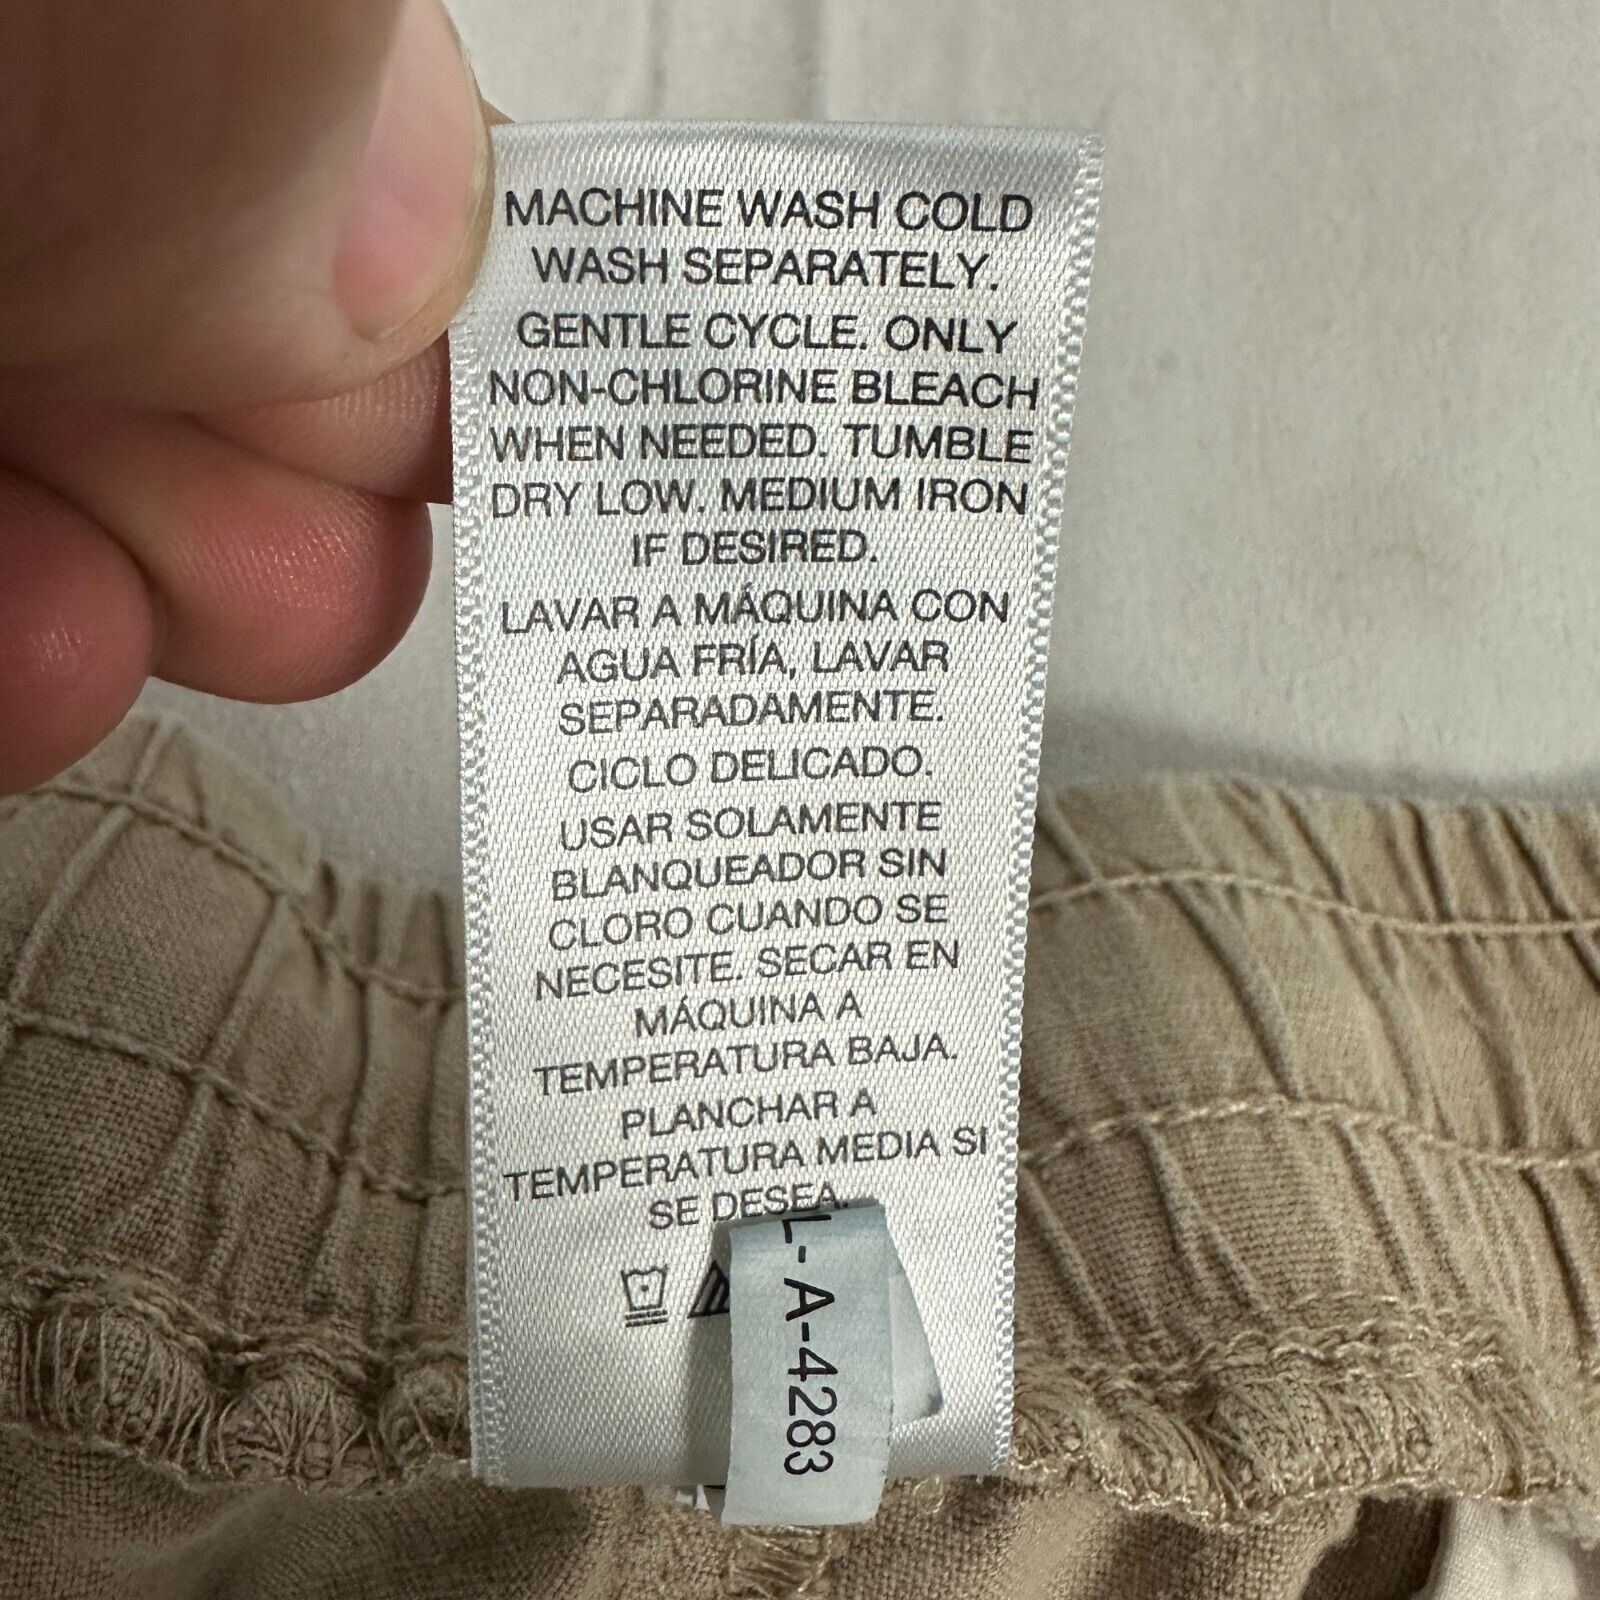 MACHINE WASH COLD
WASH SEPARATELY.
GENTLE CYCLE. ONLY
NON-CHLORINE BLEACH
WHEN NEEDED. TUMBLE
DRY LOW. MEDIUM IRON
IF DESIRED.
LAVAR A MÁQUINA CON
AGUA FRÍA, LAVAR
SEPARADAMENTE.
CICLO DELICADO.
USAR SOLAMENTE
BLANQUEADOR SIN
CLORO CUANDO SE
NECESITE. SECAR EN
MÁQUINA A
TEMPERATURA BAJA.
PLANCHAR A
TEMPERATURA MEDIA SI
SE DESEA.
L-A-4283